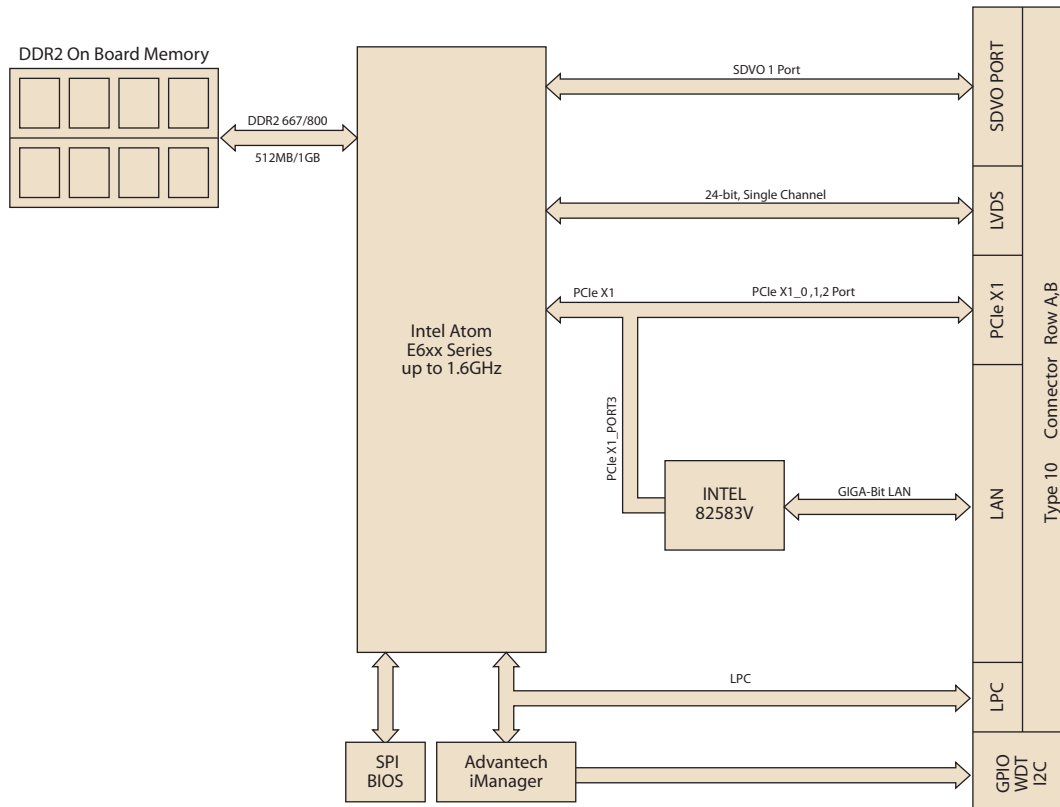 DDR2 On Board Memory
DDR2 667/800
512MB/1GB
Intel Atom
E6xx Series
up to 1.6GHz
SDVO 1 Port
24-bit, Single Channel
PCIe X1
PCIe X1_0 ,1,2 Port
PCIe X1_PORT3
INTEL
82583V
GIGA-Bit LAN
LPC
SPI
BIOS
Advantech
iManager
SDVO PORT
LVDS
PCIe X1
LAN
LPC
GPIO
WDT
I2C
Type 10 Connector Row A,B